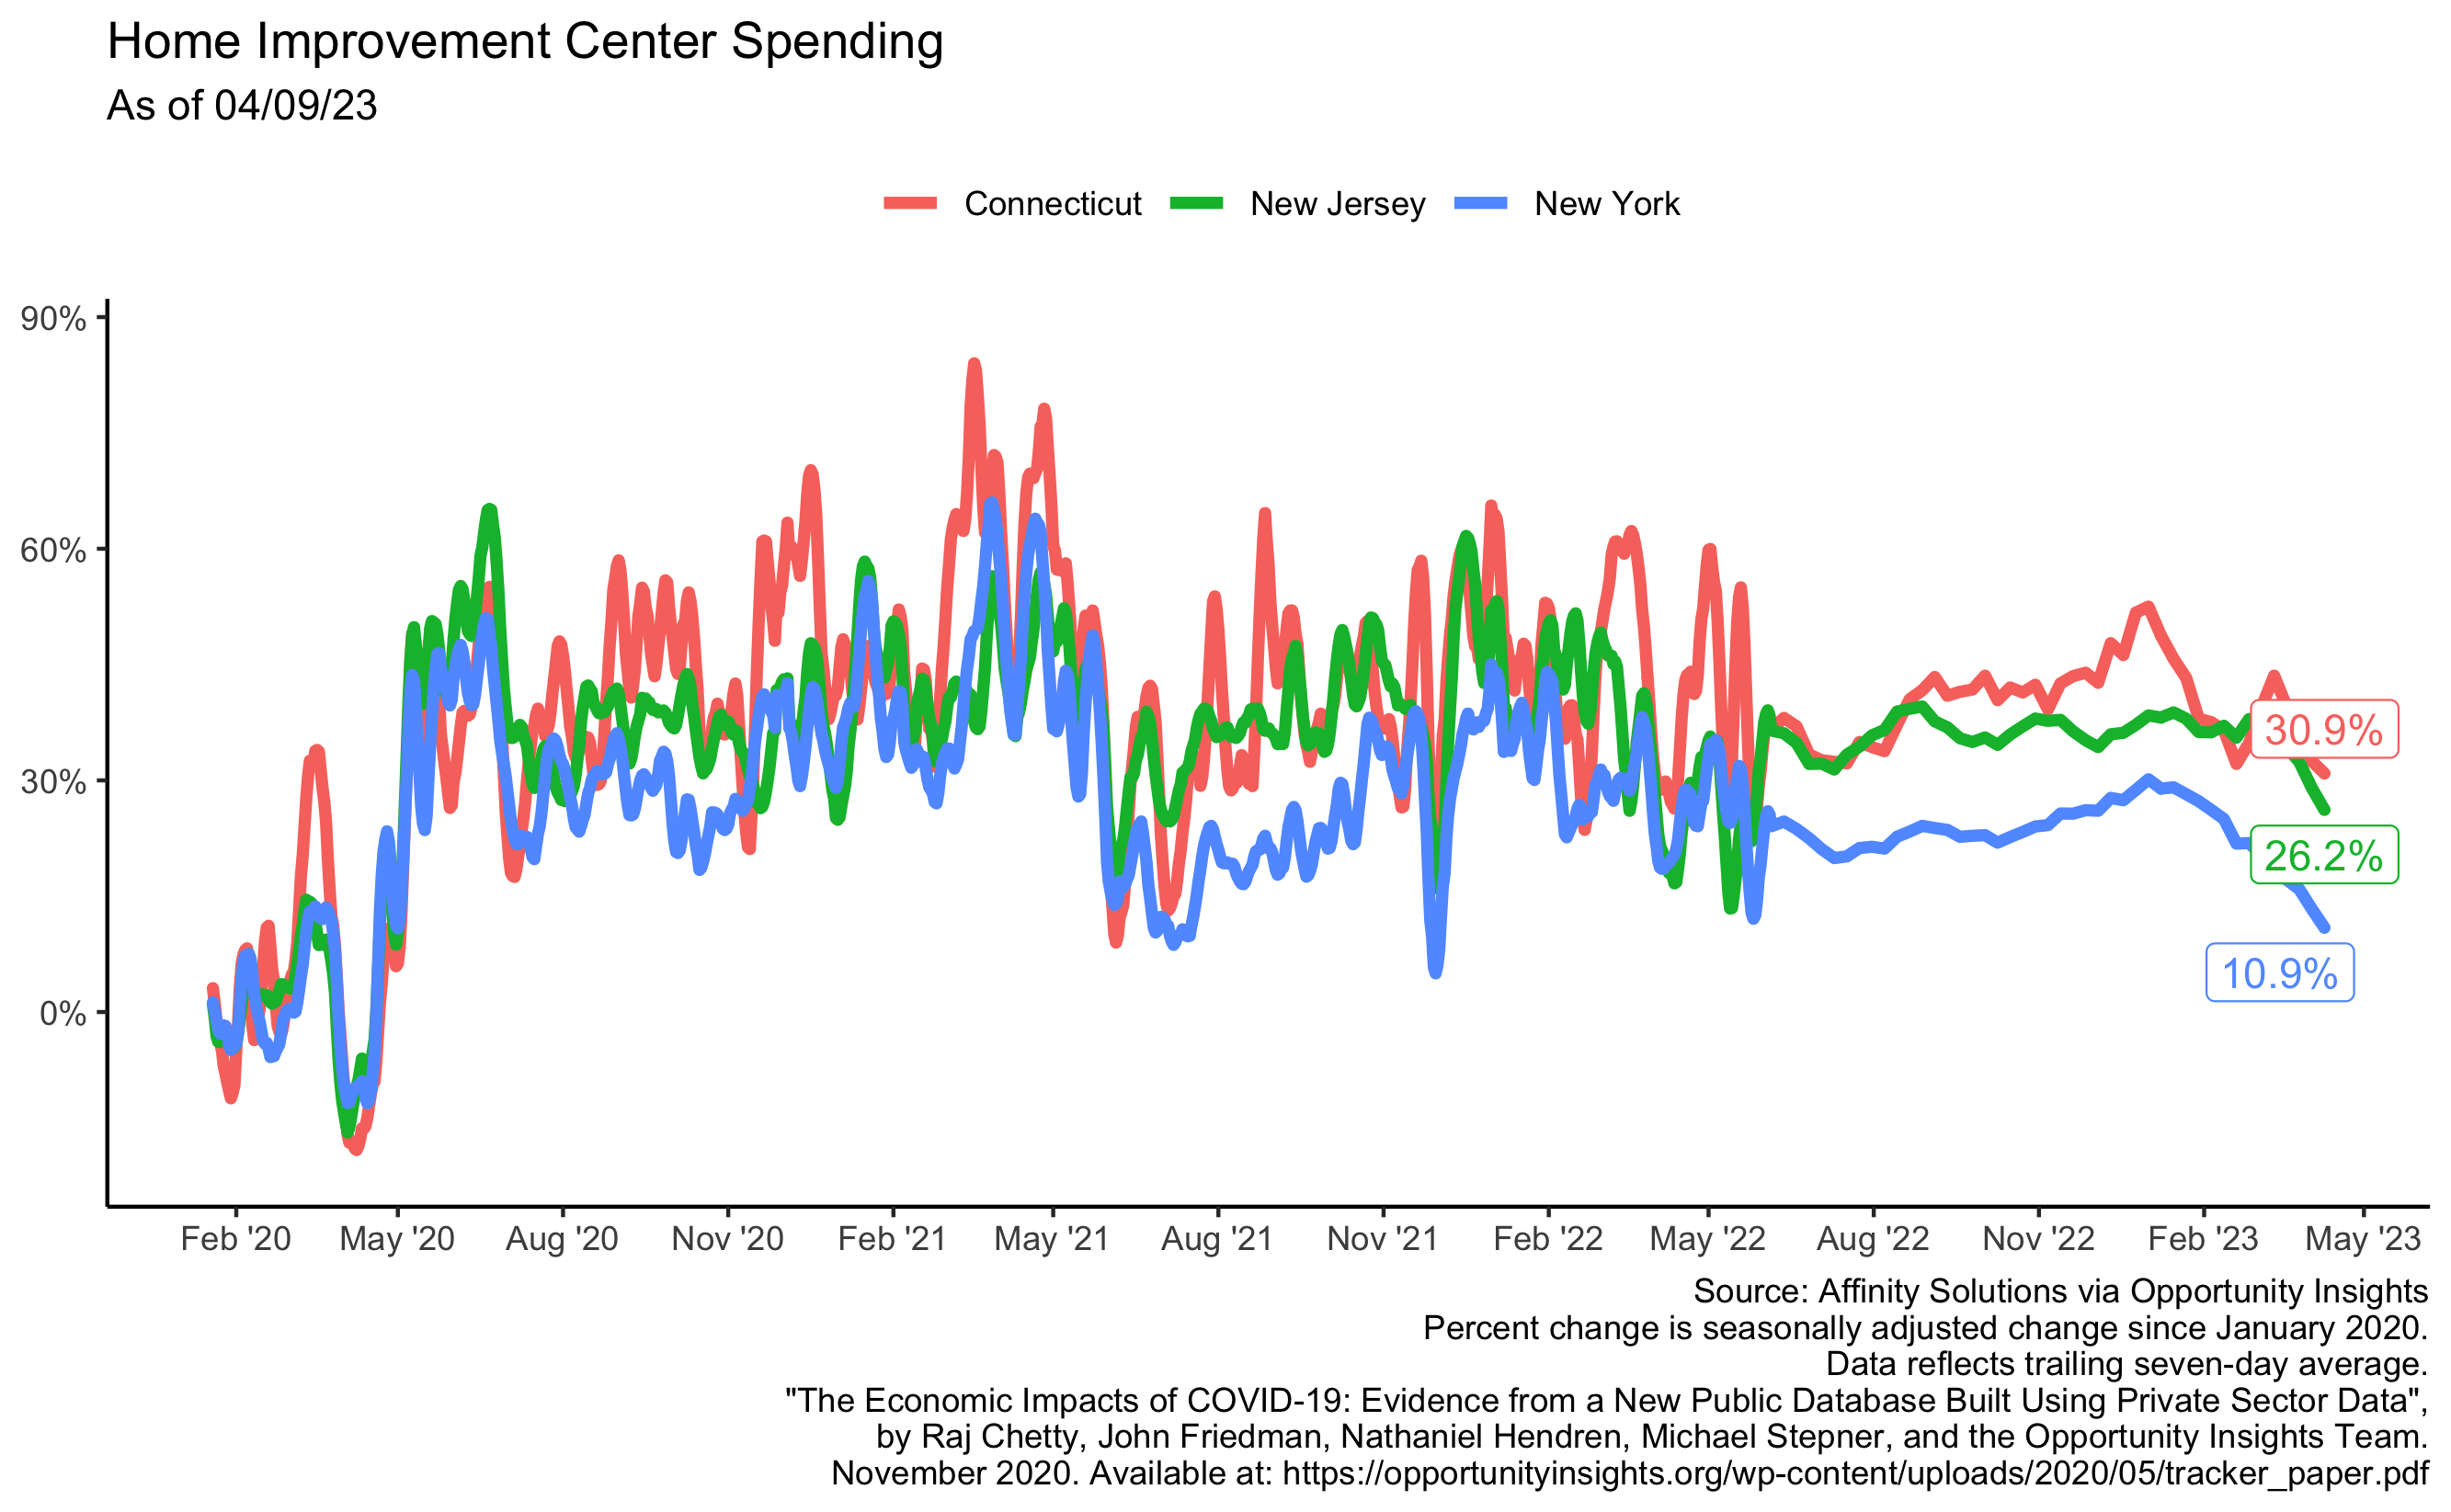 Home Improvement Center Spending
As of 04/09/23
Connecticut New Jersey New York
90%
60%
30%
0%
30.9%
26.2%
10.9%
Feb '20 May '20 Aug '20 Nov '20 Feb '21 May '21 Aug '21 Nov '21 Feb '22 May '22 Aug '22 Nov '22 Feb '23 May '23
Source: Affinity Solutions via Opportunity Insights
Percent change is seasonally adjusted change since January 2020.
Data reflects trailing seven-day average.
"The Economic Impacts of COVID-19: Evidence from a New Public Database Built Using Private Sector Data",
by Raj Chetty, John Friedman, Nathaniel Hendren, Michael Stepner, and the Opportunity Insights Team.
November 2020. Available at: https://opportunityinsights.org/wp-content/uploads/2020/05/tracker_paper.pdf